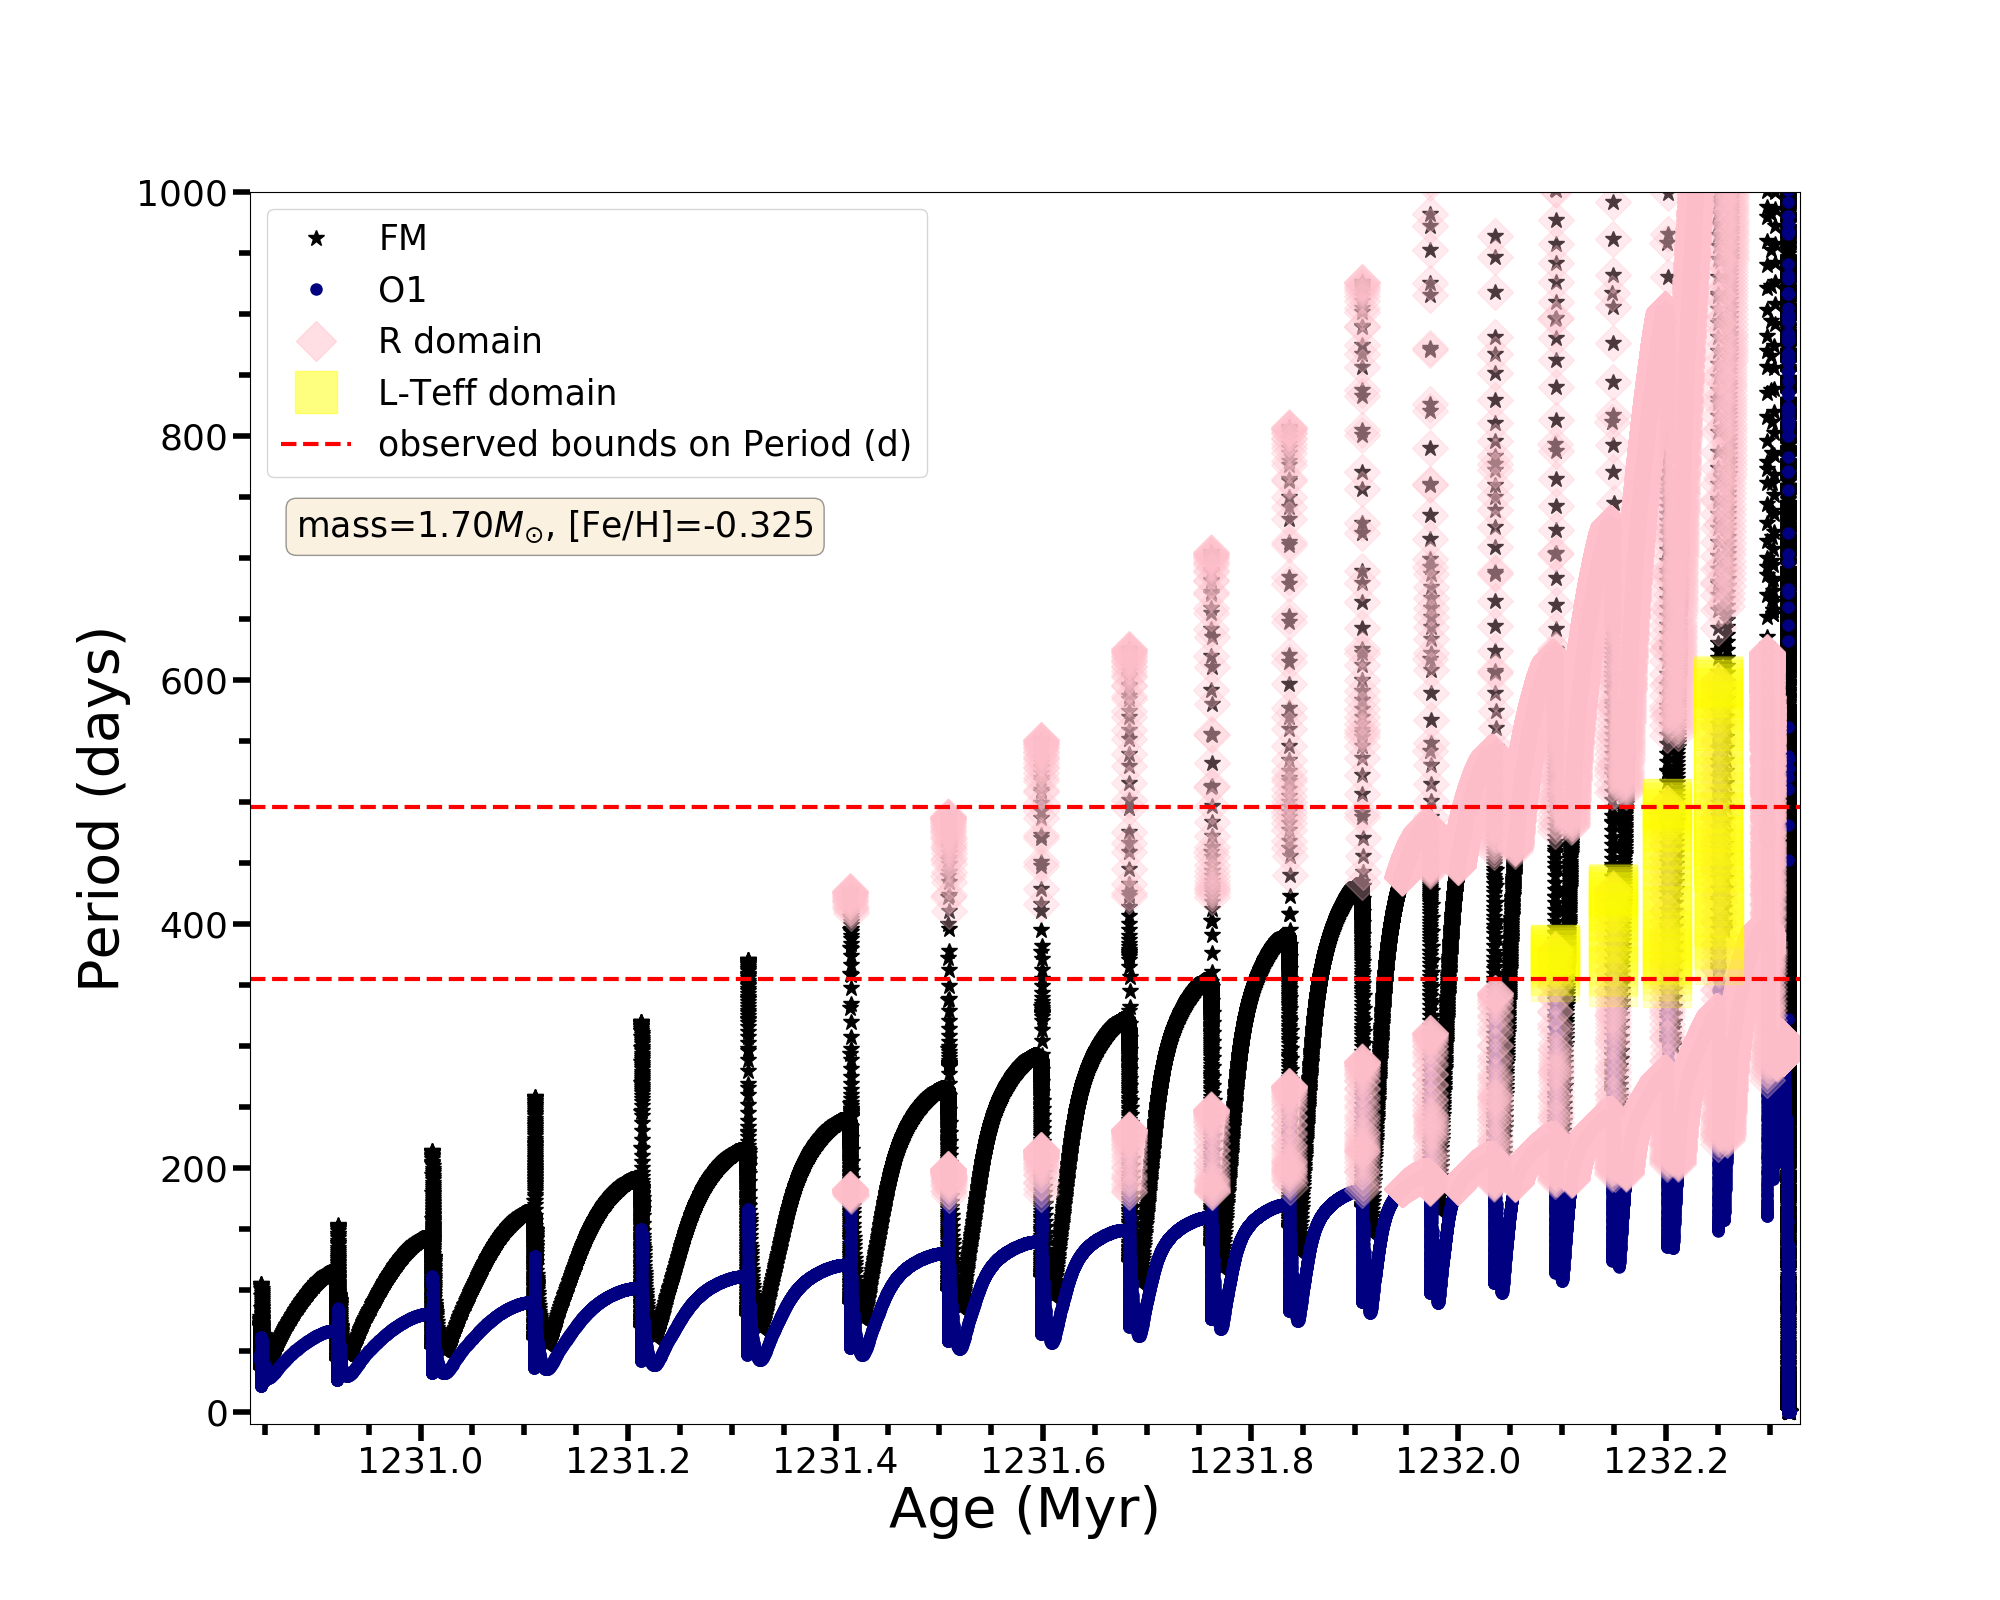 1000
800
600
400
200
0
Period (days)
FM
O1
R domain
L-Teff domain
observed bounds on Period (d)
mass=1.70M⊙, [Fe/H]=-0.325
1231.0 1231.2 1231.4 1231.6 1231.8 1232.0 1232.2
Age (Myr)